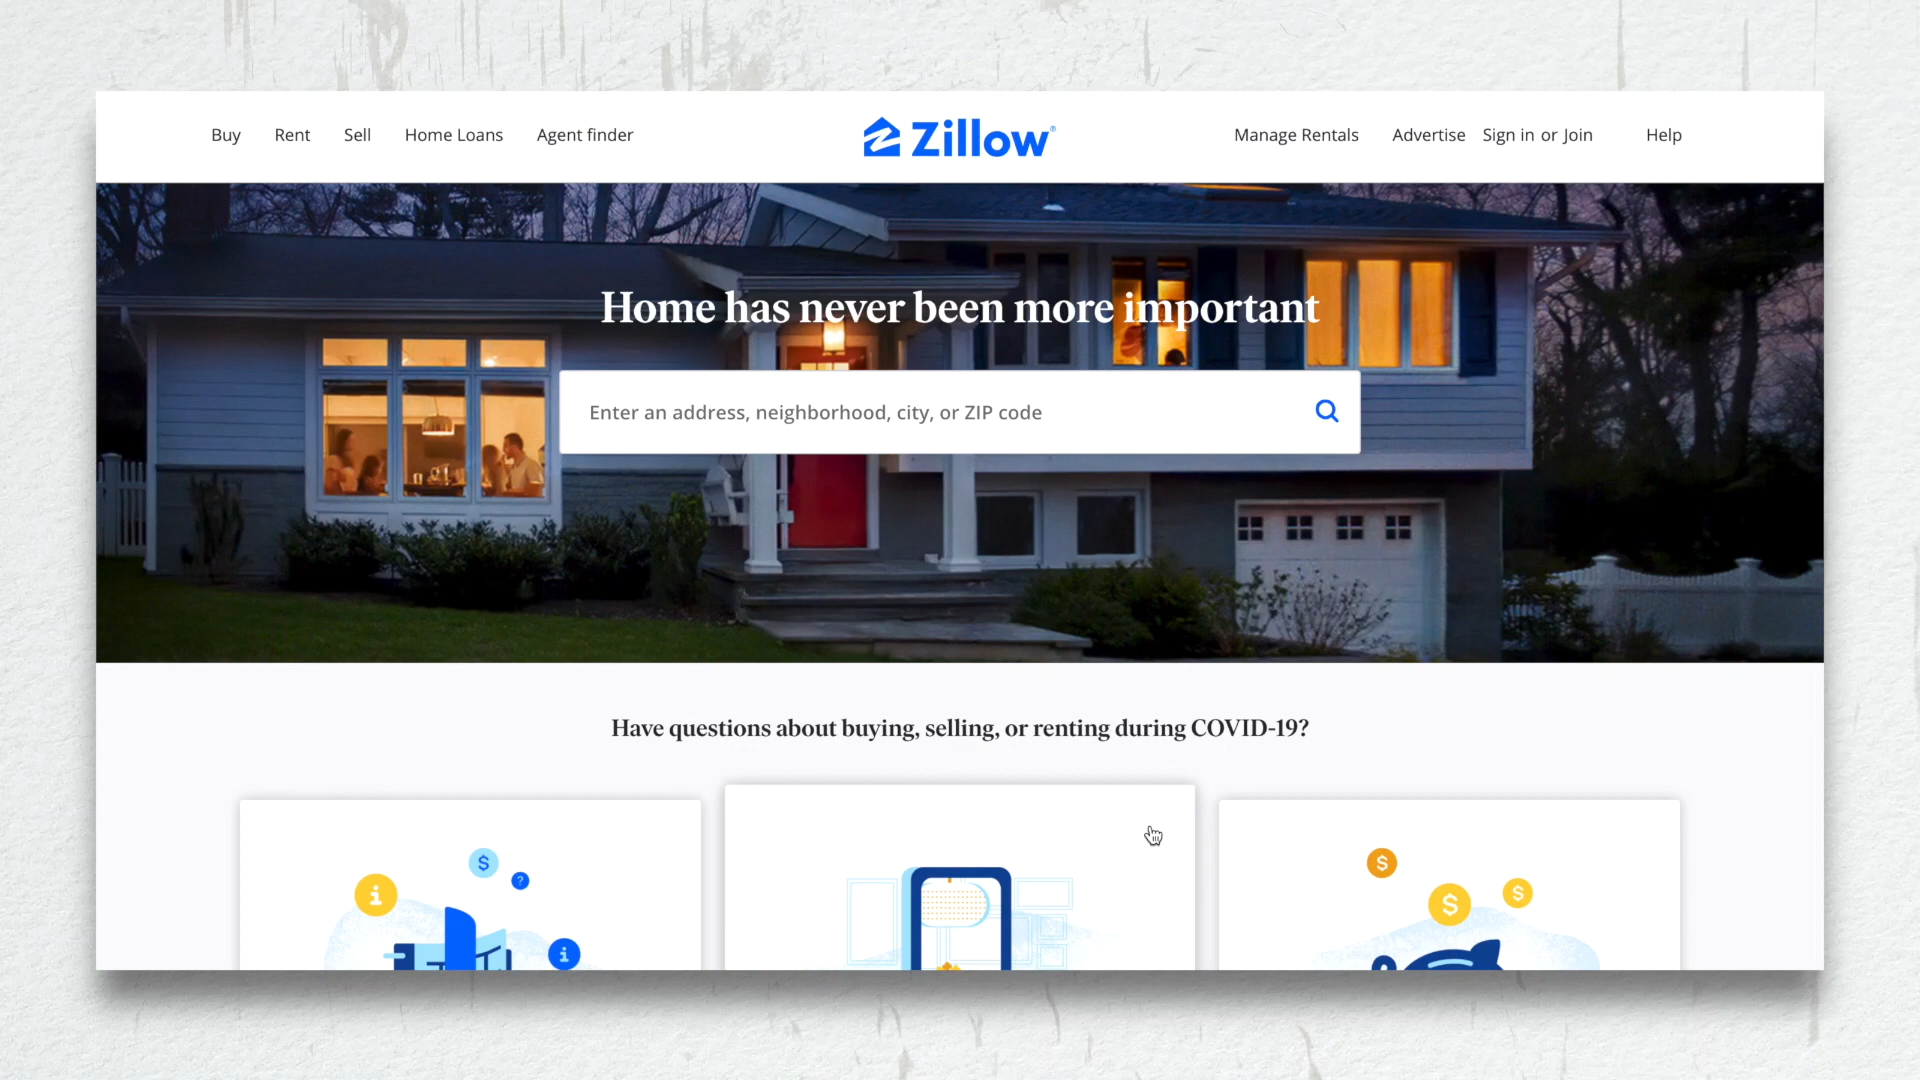 Buy Rent Sell Home Loans Agent finder Zillow® Manage Rentals Advertise Sign in or Join Help
Home has never been more important
Enter an address, neighborhood, city, or ZIP code
Have questions about buying, selling, or renting during COVID-19?
$ ? i i
$ $ $